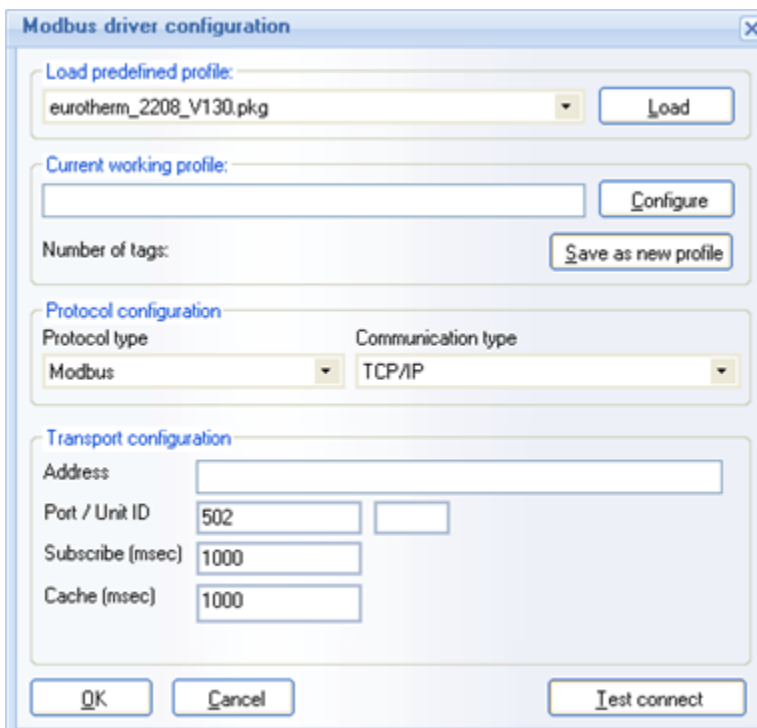 Modbus driver configuration
Load predefined profile:
eurotherm_2208_V130.pkg
Load
Current working profile:
Configure
Number of tags:
Save as new profile
Protocol configuration
Protocol type
Communication type
Modbus
TCP/IP
Transport configuration
Address
Port / Unit ID
502
Subscribe (msec)
1000
Cache (msec)
1000
OK
Cancel
Test connect